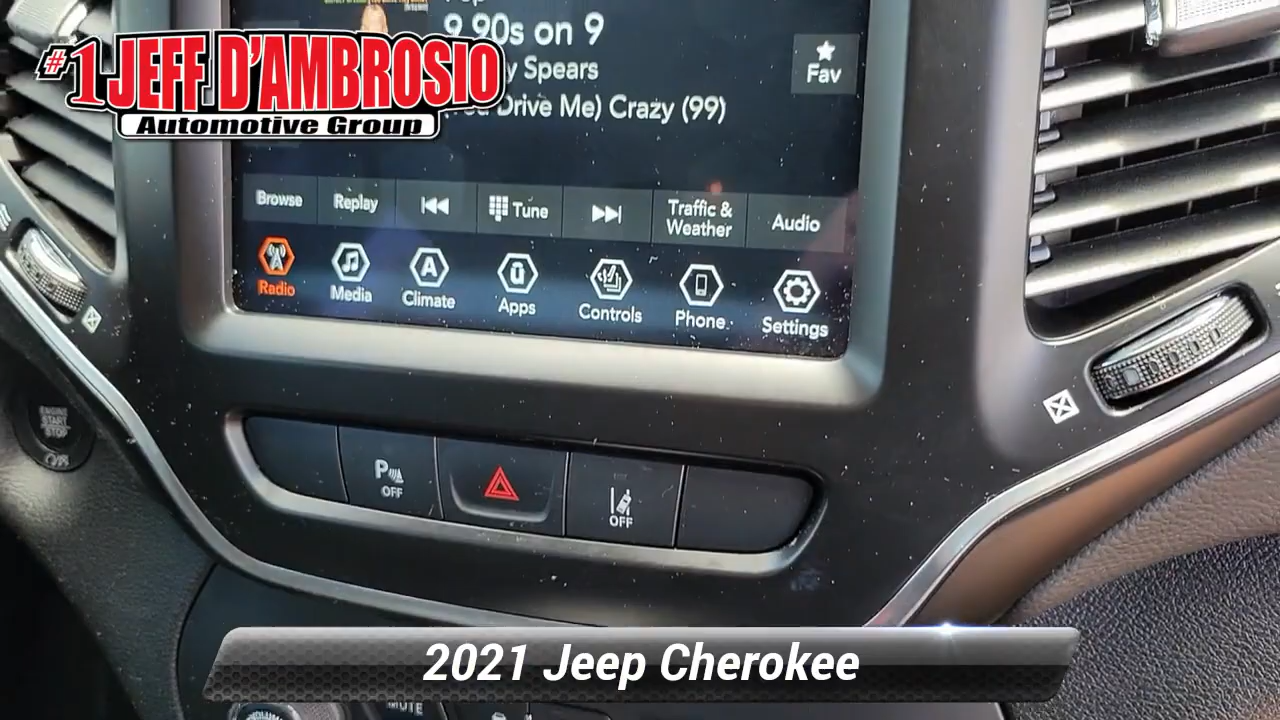 9 90s on 9
y Spears
Drive Me) Crazy (99)
Fav
#1 JEFF D'AMBROSIO
Automotive Group
Browse
Replay
Tune
Traffic &
Weather
Audio
Radio
Media
A
Climate
Apps
Controls
Phone
Settings
ENGINE
START
STOP
P
OFF
OFF
2021 Jeep Cherokee
MUTE